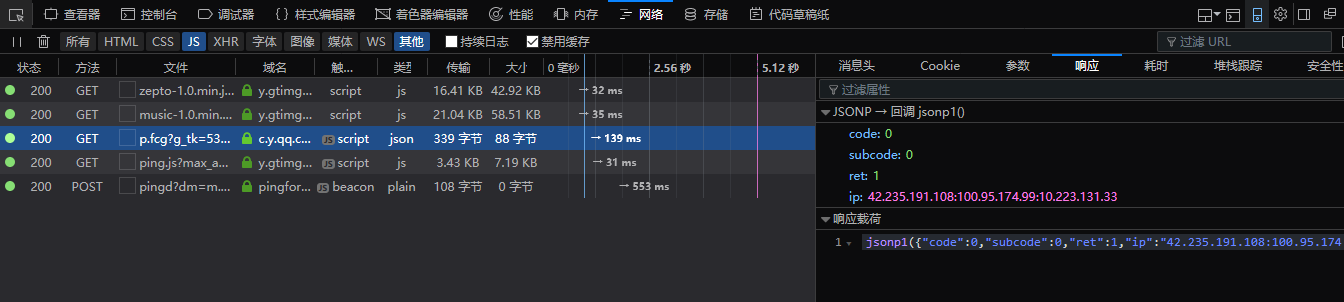 查看器 控制台 调试器 样式编辑器 着色器编辑器 性能 内存 网络 存储 代码草稿纸
所有 HTML CSS JS XHR 字体 图像 媒体 WS 其他 持续日志 禁用缓存 过滤 URL
状态 方法 文件 域名 触... 类型 传输 大小 0 毫秒 2.56 秒 5.12 秒
消息头 Cookie 参数 响应 耗时 堆栈跟踪 安全性
200 GET zepto-1.0.min.j... y.gtimg... script js 16.41 KB 42.92 KB → 32 ms
200 GET music-1.0.min.... y.gtimg... script js 21.04 KB 58.51 KB → 35 ms
200 GET p.fcg?g_tk=53... c.y.qq.c... JS script json 339 字节 88 字节 → 139 ms
200 GET ping.js?max_a... y.gtimg... JS script js 3.43 KB 7.19 KB → 31 ms
200 POST pingd?dm=m.... pingfor... JS beacon plain 108 字节 0 字节 → 553 ms
过滤属性
JSONP → 回调 jsonp1()
code: 0
subcode: 0
ret: 1
ip: 42.235.191.108:100.95.174.99:10.223.131.33
响应载荷
1 jsonp1({"code":0,"subcode":0,"ret":1,"ip":"42.235.191.108:100.95.174